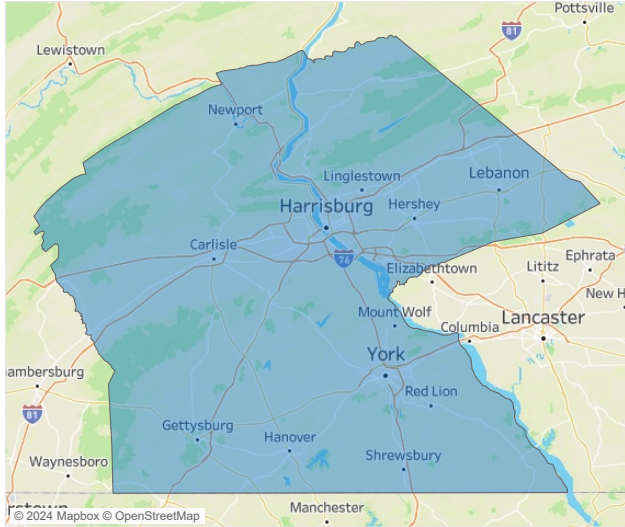 Pottsville
81
Lewistown
Newport
Linglestown
Lebanon
Harrisburg
Hershey
Carlisle
76
Elizabethtown
Ephrata
Lititz
New H
Mount Wolf
Lancaster
Columbia
York
ambersburg
Red Lion
81
Gettysburg
Hanover
Shrewsbury
Waynesboro
rstown
Manchester
© 2024 Mapbox © OpenStreetMap